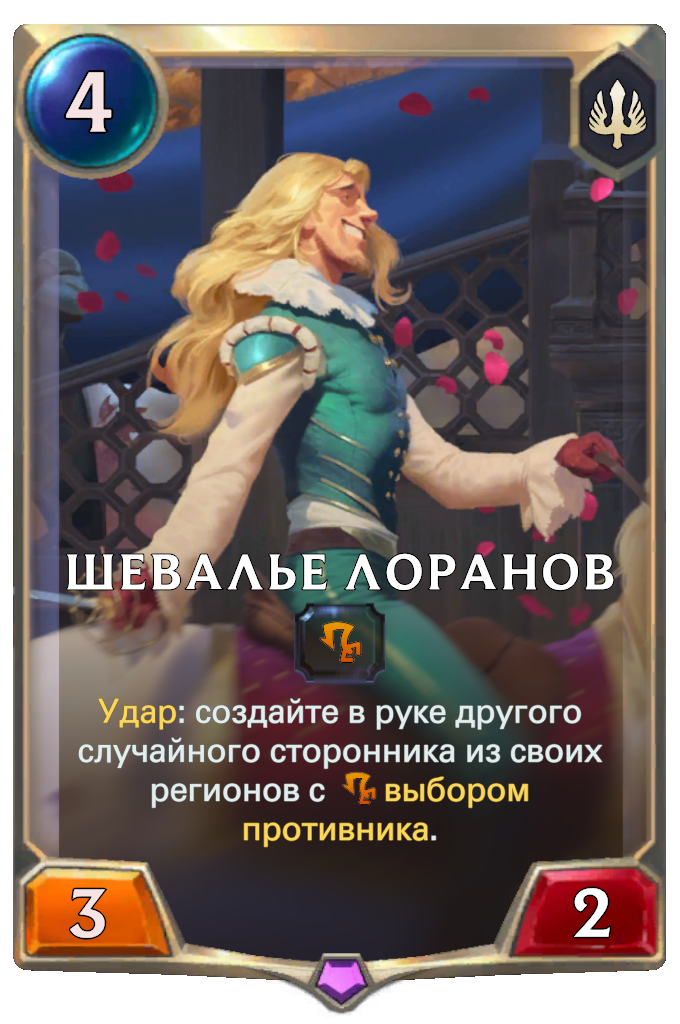 4
ШЕВАЛЬЕ ЛОРАНОВ
Удар: создайте в руке другого
случайного сторонника из своих
регионов с выбором
противника.
3
2